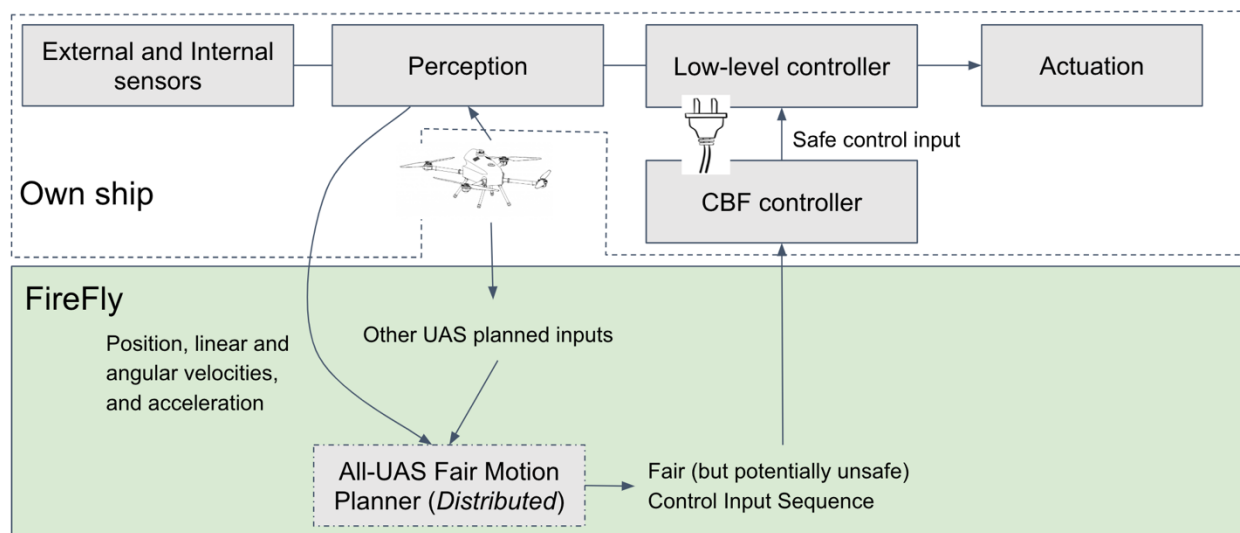 External and Internal
sensors
Perception
Low-level controller
Actuation
Safe control input
Own ship
CBF controller
FireFly
Position, linear and
angular velocities,
and acceleration
Other UAS planned inputs
All-UAS Fair Motion
Planner (Distributed)
Fair (but potentially unsafe)
Control Input Sequence